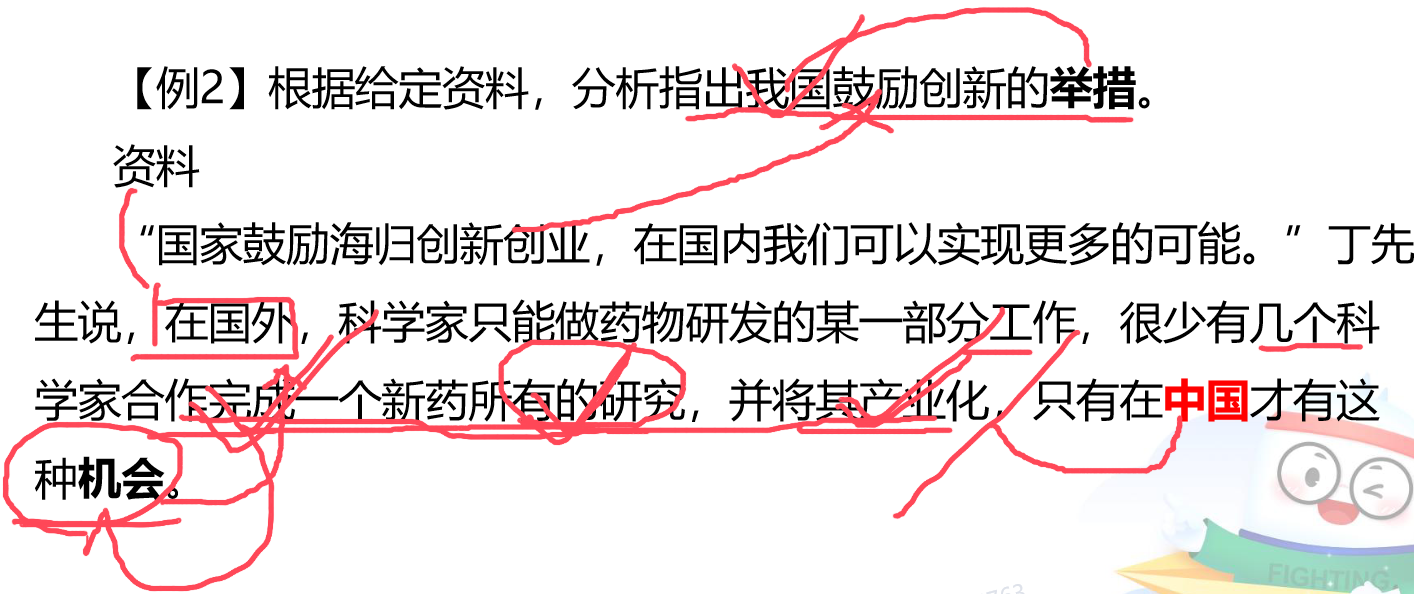 【例2】根据给定资料，分析指出我国鼓励创新的举措。
资料
“国家鼓励海归创新创业，在国内我们可以实现更多的可能。”丁先
生说，在国外，科学家只能做药物研发的某一部分工作，很少有几个科
学家合作完成一个新药所有的研究，并将其产业化，只有在中国才有这
种机会。
FIGHTING